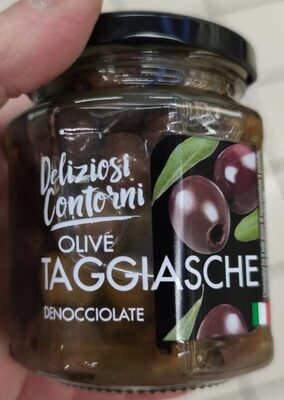 Deliziosi
Contorni
OLIVE
TAGGIASCHE
DENOCCIOLATE